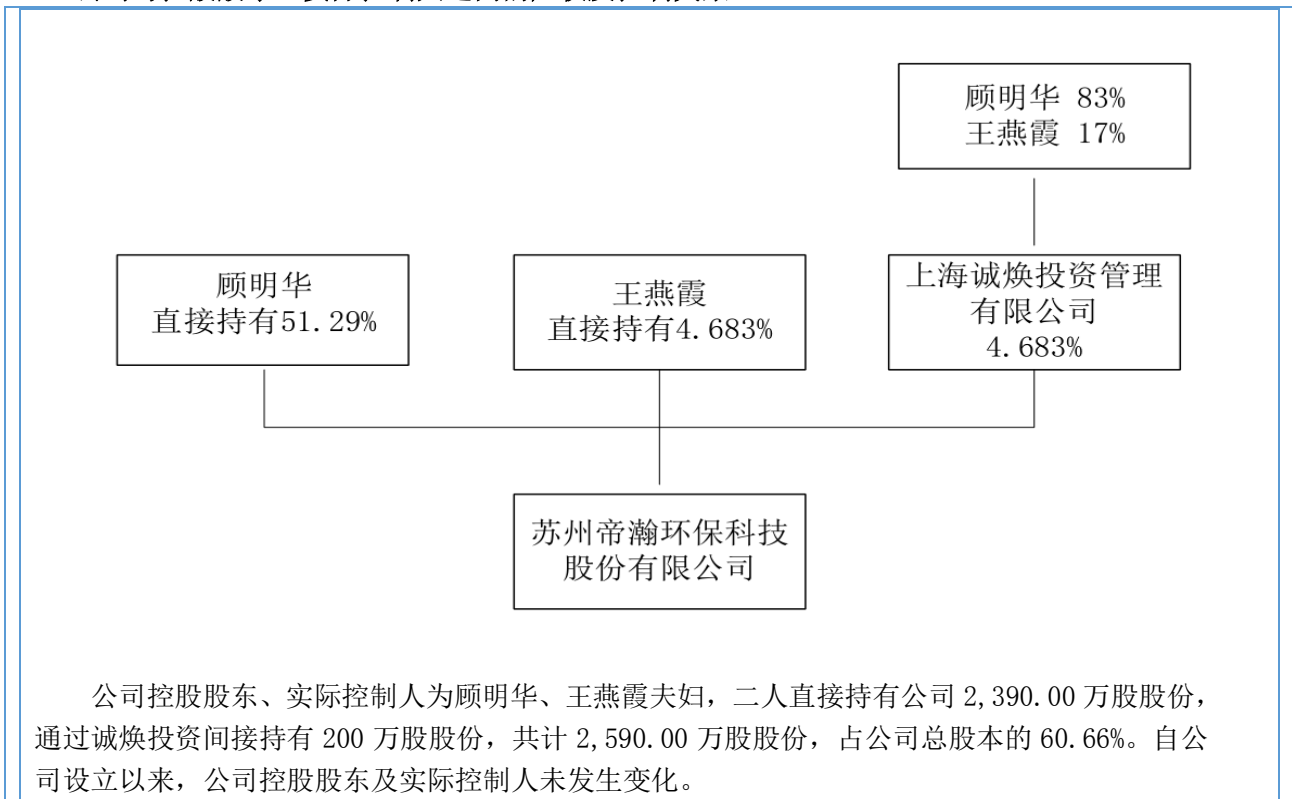 顾明华 83%
王燕霞 17%
顾明华
直接持有51.29%
王燕霞
直接持有4.683%
上海诚焕投资管理
有限公司
4.683%
苏州帝瀚环保科技
股份有限公司
公司控股股东、实际控制人为顾明华、王燕霞夫妇，二人直接持有公司 2,390.00 万股股份，
通过诚焕投资间接持有 200 万股股份，共计 2,590.00 万股股份，占公司总股本的 60.66%。自公
司设立以来，公司控股股东及实际控制人未发生变化。